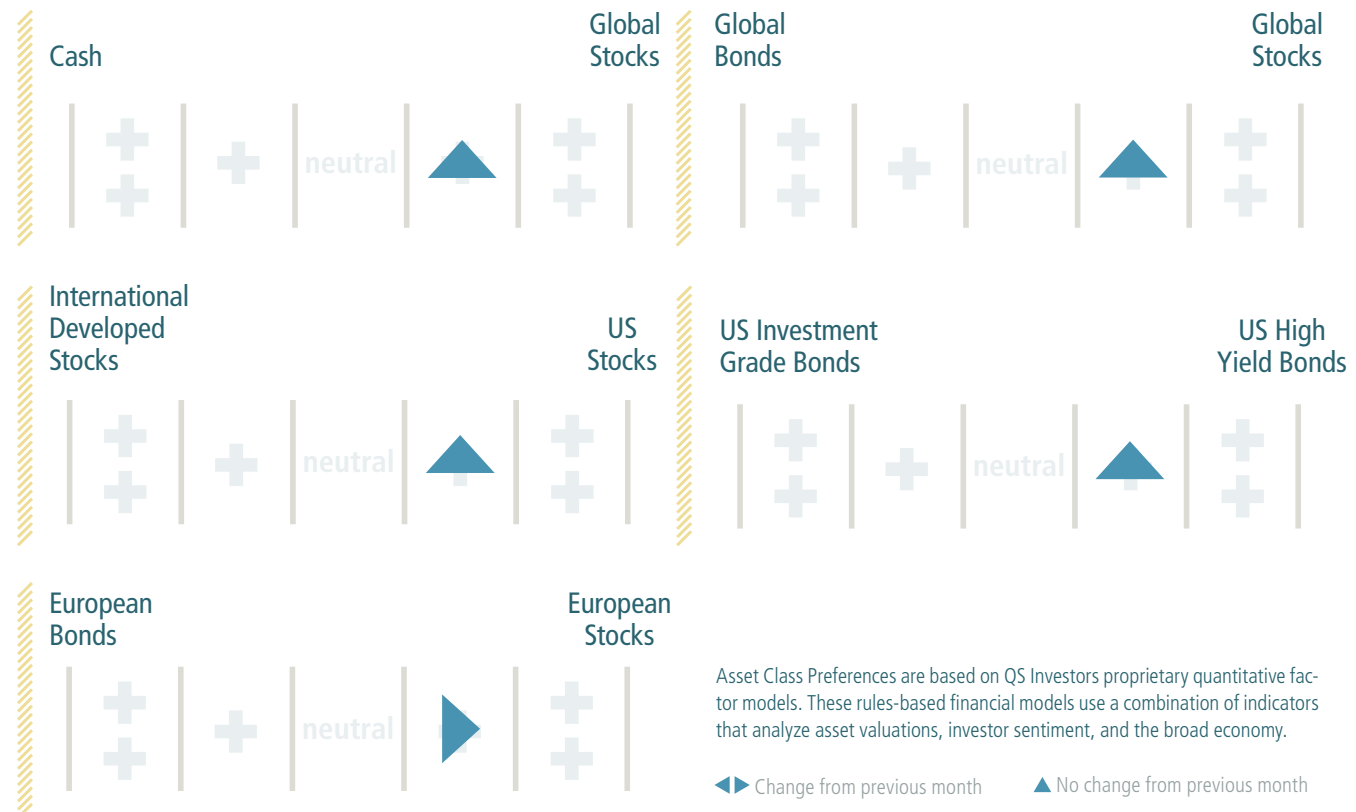 Cash
Global
Stocks
neutral
Global
Bonds
Global
Stocks
neutral
International
Developed
Stocks
US
Stocks
neutral
US Investment
Grade Bonds
US High
Yield Bonds
neutral
European
Bonds
European
Stocks
neutral
Asset Class Preferences are based on QS Investors proprietary quantitative fac-
tor models. These rules-based financial models use a combination of indicators
that analyze asset valuations, investor sentiment, and the broad economy.
Change from previous month
No change from previous month